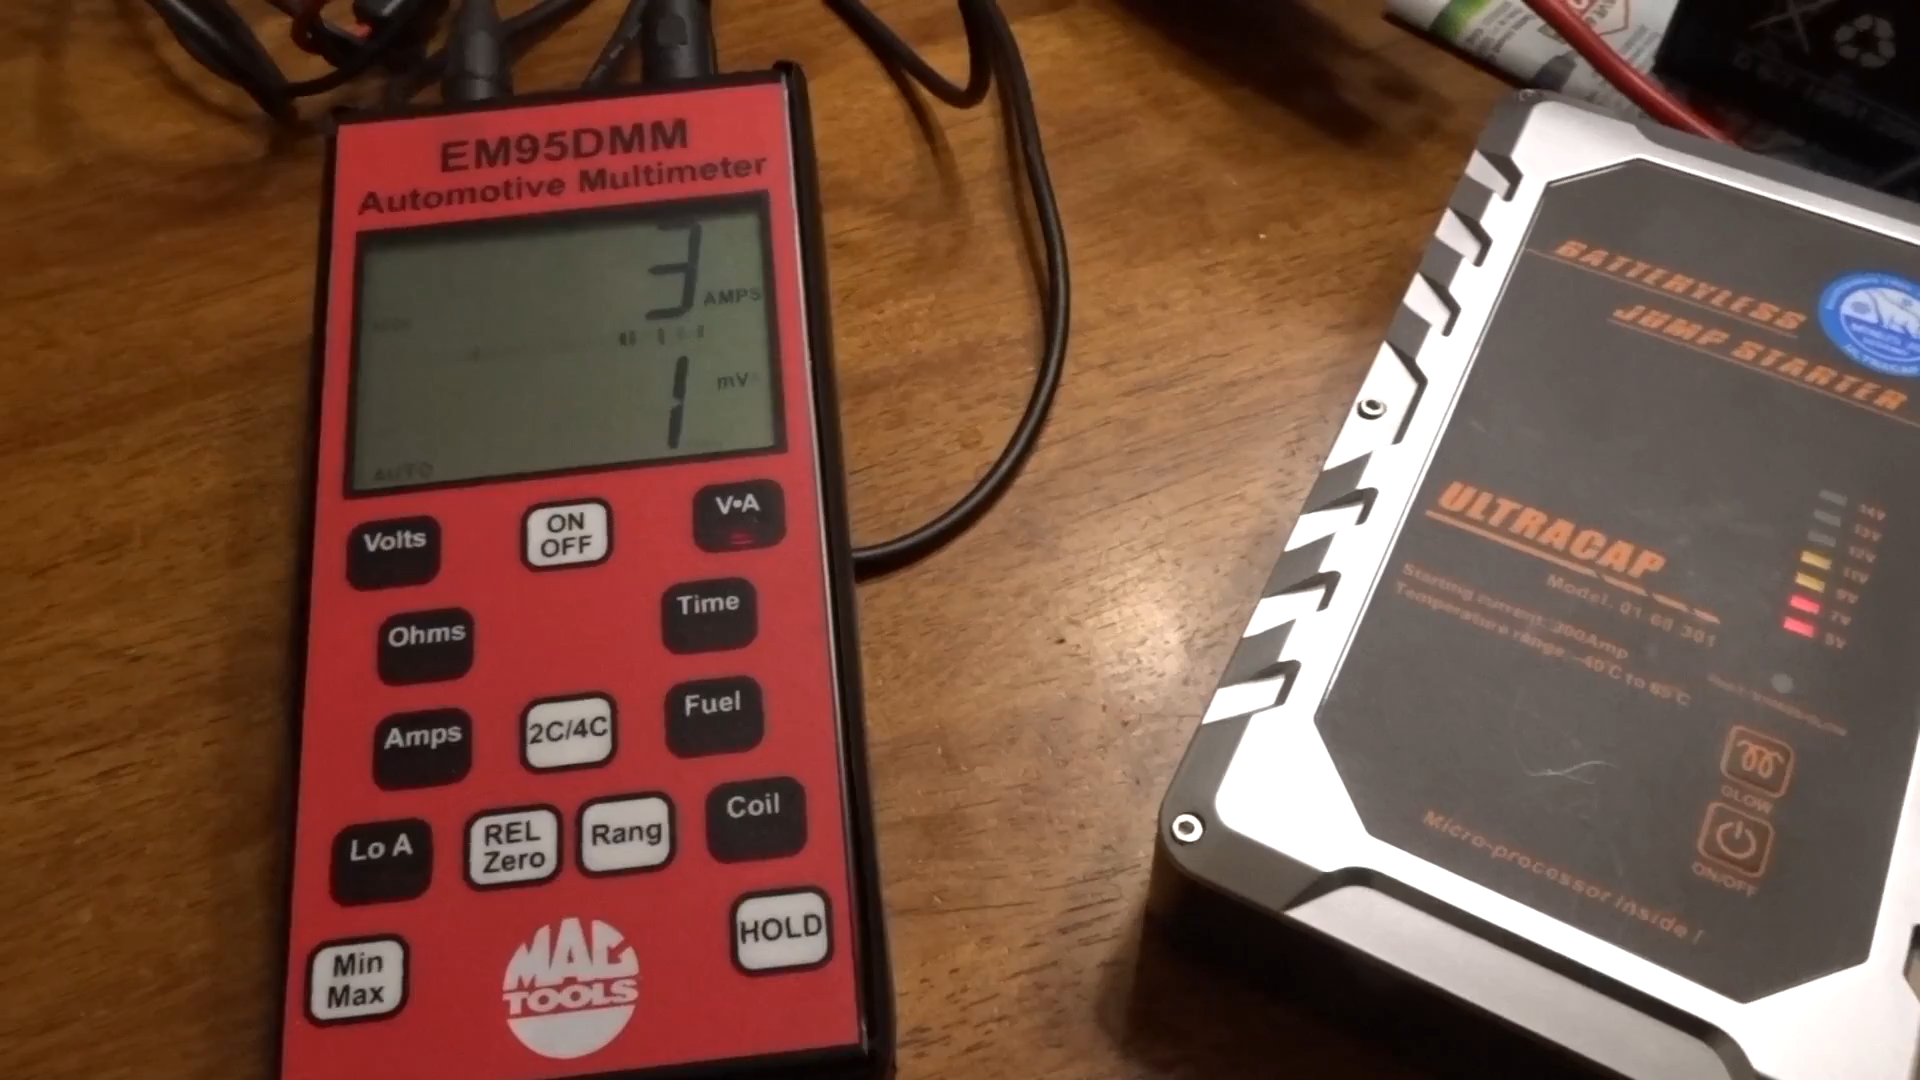 EM95DMM
Automotive Multimeter
3
AMPS
1
mV
AUTO
Volts
ON
OFF
V•A
Ohms
Time
Amps
2C/4C
Fuel
Lo A
REL
Zero
Rang
Coil
Min
Max
HOLD
MAC
TOOLS
BATTERYLESS
JUMP STARTER
ULTRACAP
Model. 01.60.301
Starting current: 300Amp
Temperature range -40°C to 65°C
14V
13V
12V
11V
9V
7V
5V
GLOW
ON/OFF
Micro-processor inside!